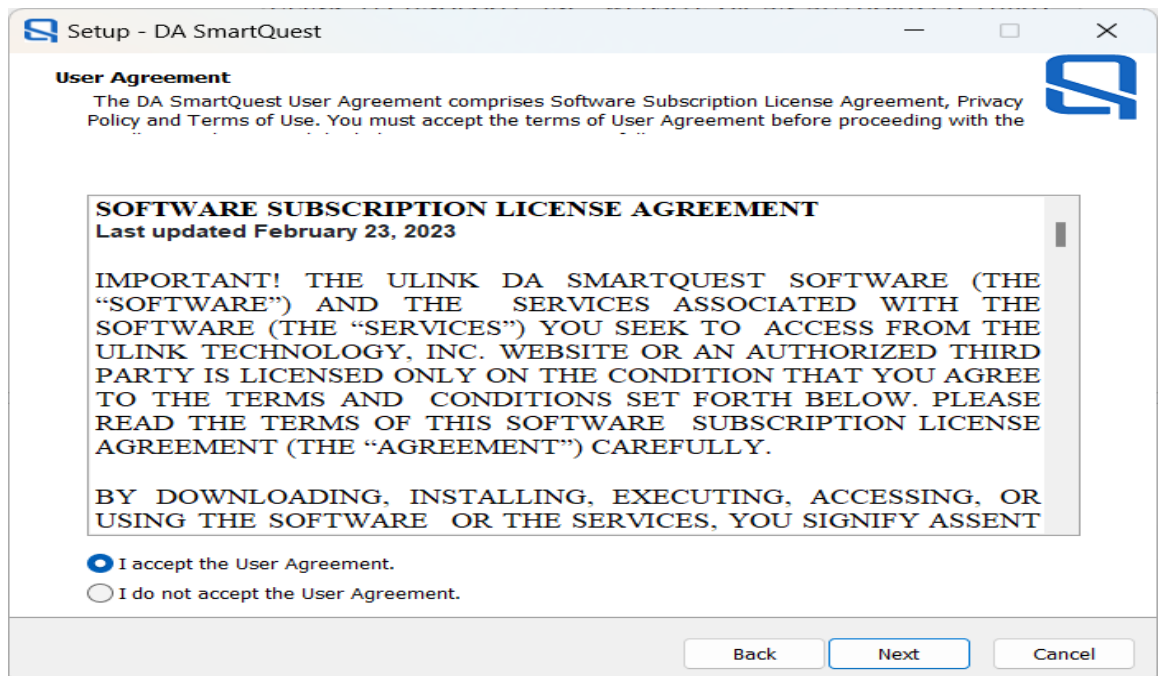 Setup - DA SmartQuest
User Agreement
The DA SmartQuest User Agreement comprises Software Subscription License Agreement, Privacy
Policy and Terms of Use. You must accept the terms of User Agreement before proceeding with the
SOFTWARE SUBSCRIPTION LICENSE AGREEMENT
Last updated February 23, 2023
IMPORTANT! THE ULINK DA SMARTQUEST SOFTWARE (THE
“SOFTWARE”) AND THE SERVICES ASSOCIATED WITH THE
SOFTWARE (THE “SERVICES”) YOU SEEK TO ACCESS FROM THE
ULINK TECHNOLOGY, INC. WEBSITE OR AN AUTHORIZED THIRD
PARTY IS LICENSED ONLY ON THE CONDITION THAT YOU AGREE
TO THE TERMS AND CONDITIONS SET FORTH BELOW. PLEASE
READ THE TERMS OF THIS SOFTWARE SUBSCRIPTION LICENSE
AGREEMENT (THE “AGREEMENT”) CAREFULLY.
BY DOWNLOADING, INSTALLING, EXECUTING, ACCESSING, OR
USING THE SOFTWARE OR THE SERVICES, YOU SIGNIFY ASSENT
I accept the User Agreement.
I do not accept the User Agreement.
Back
Next
Cancel